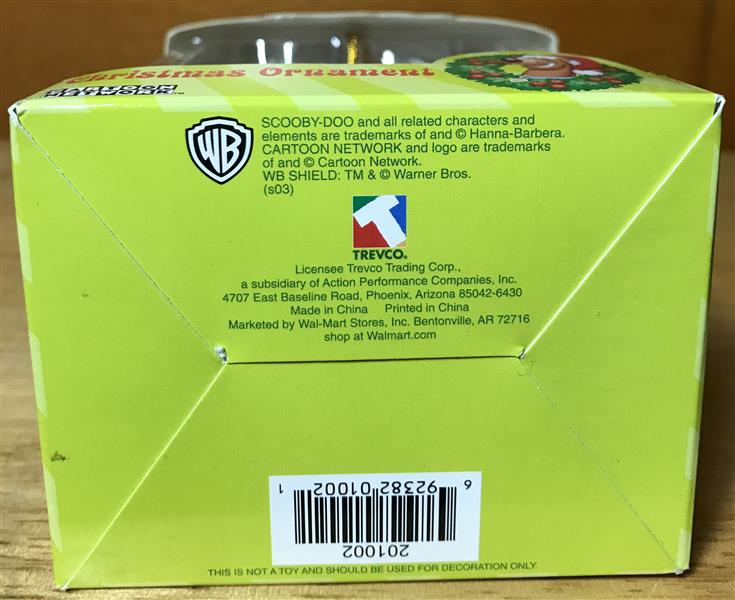 Christmas Ornament
CARTOON
NETWORK™
WB
SCOOBY-DOO and all related characters and
elements are trademarks of and © Hanna-Barbera.
CARTOON NETWORK and logo are trademarks
of and © Cartoon Network.
WB SHIELD: TM & © Warner Bros.
(s03)
T
TREVCO®
Licensee Trevco Trading Corp.,
a subsidiary of Action Performance Companies, Inc.
4707 East Baseline Road, Phoenix, Arizona 85042-6430
Made in China Printed in China
Marketed by Wal-Mart Stores, Inc. Bentonville, AR 72716
shop at Walmart.com
6 92382 01002 1
201002
THIS IS NOT A TOY AND SHOULD BE USED FOR DECORATION ONLY.